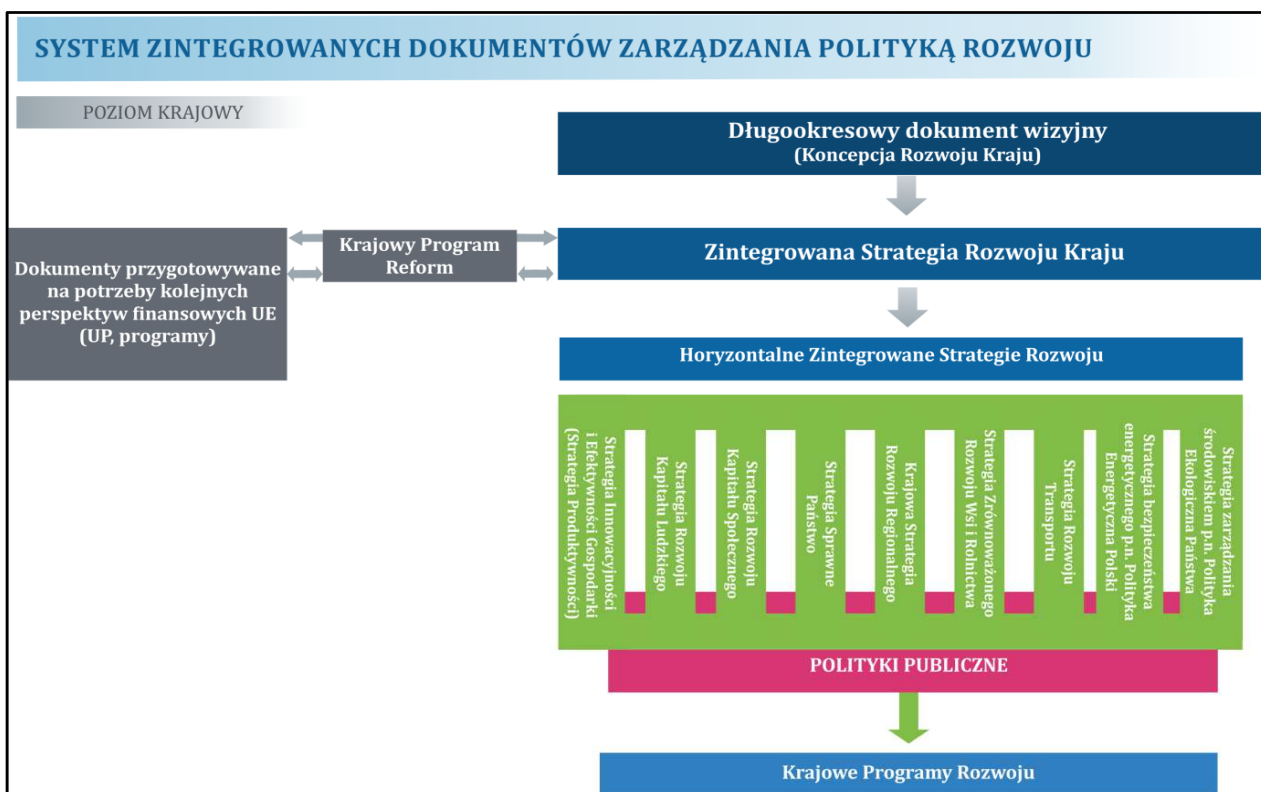 SYSTEM ZINTEGROWANYCH DOKUMENTÓW ZARZĄDZANIA POLITYKĄ ROZWOJU
POZIOM KRAJOWY
Długookresowy dokument wizyjny
(Koncepcja Rozwoju Kraju)
Dokumenty przygotowywane
na potrzeby kolejnych
perspektyw finansowych UE
(UP, programy)
Krajowy Program
Reform
Zintegrowana Strategia Rozwoju Kraju
Horyzontalne Zintegrowane Strategie Rozwoju
Strategia Innowacyjności
i Efektywności Gospodarki
(Strategia Produktywności)
Strategia Rozwoju
Kapitału Ludzkiego
Strategia Rozwoju
Kapitału Społecznego
Strategia Sprawne
Państwo
Krajowa Strategia
Rozwoju Regionalnego
Strategia Zrównoważonego
Rozwoju Wsi i Rolnictwa
Strategia Rozwoju
Transportu
Strategia bezpieczeństwa
energetycznego p.n. Polityka
Energetyczna Polski
Strategia zarządzania
środowiskiem p.n. Polityka
Ekologiczna Państwa
POLITYKI PUBLICZNE
Krajowe Programy Rozwoju